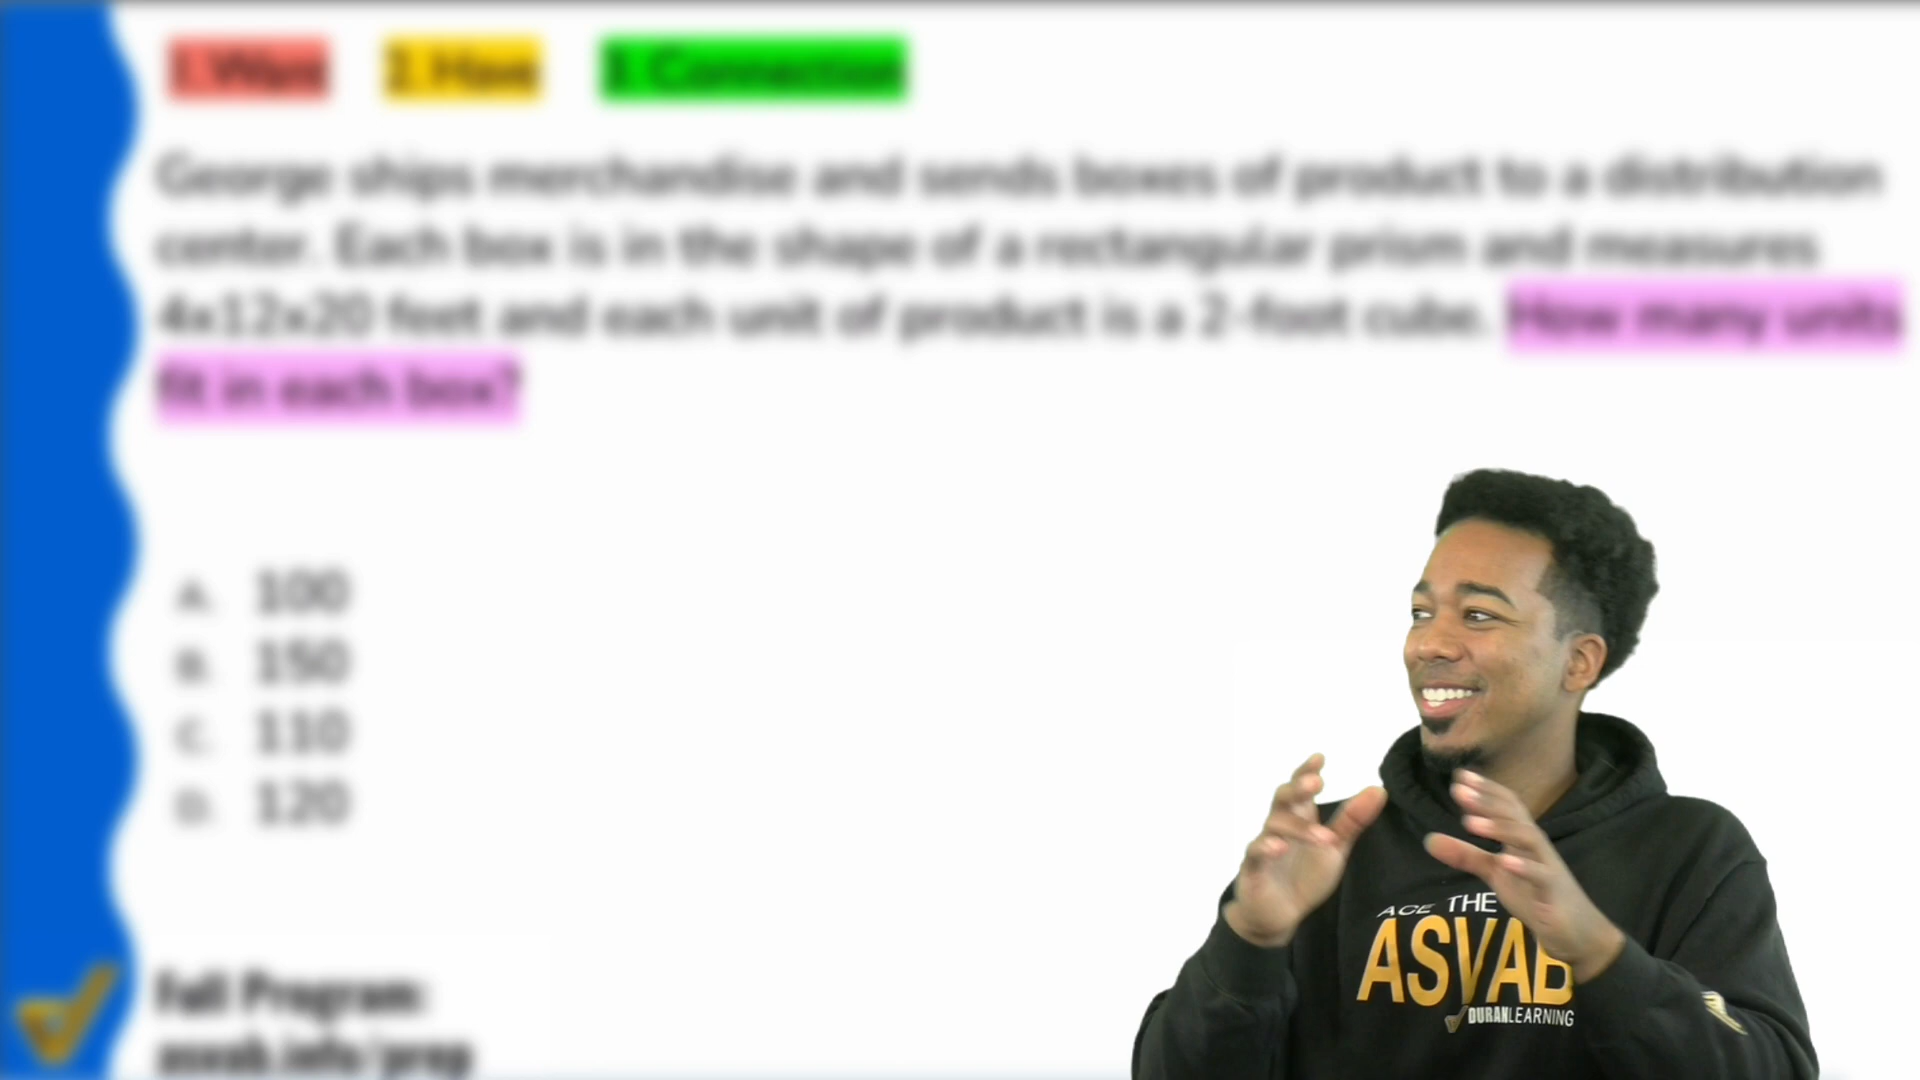 1. Want 2. Have 3. Connection
George ships merchandise and sends boxes of product to a distribution
center. Each box is in the shape of a rectangular prism and measures
4x12x20 feet and each unit of product is a 2-foot cube. How many units
fit in each box?
A. 100
B. 150
C. 110
D. 120
ACE THE
ASVAB
DURANLEARNING
Full Program:
asvab.info/prep